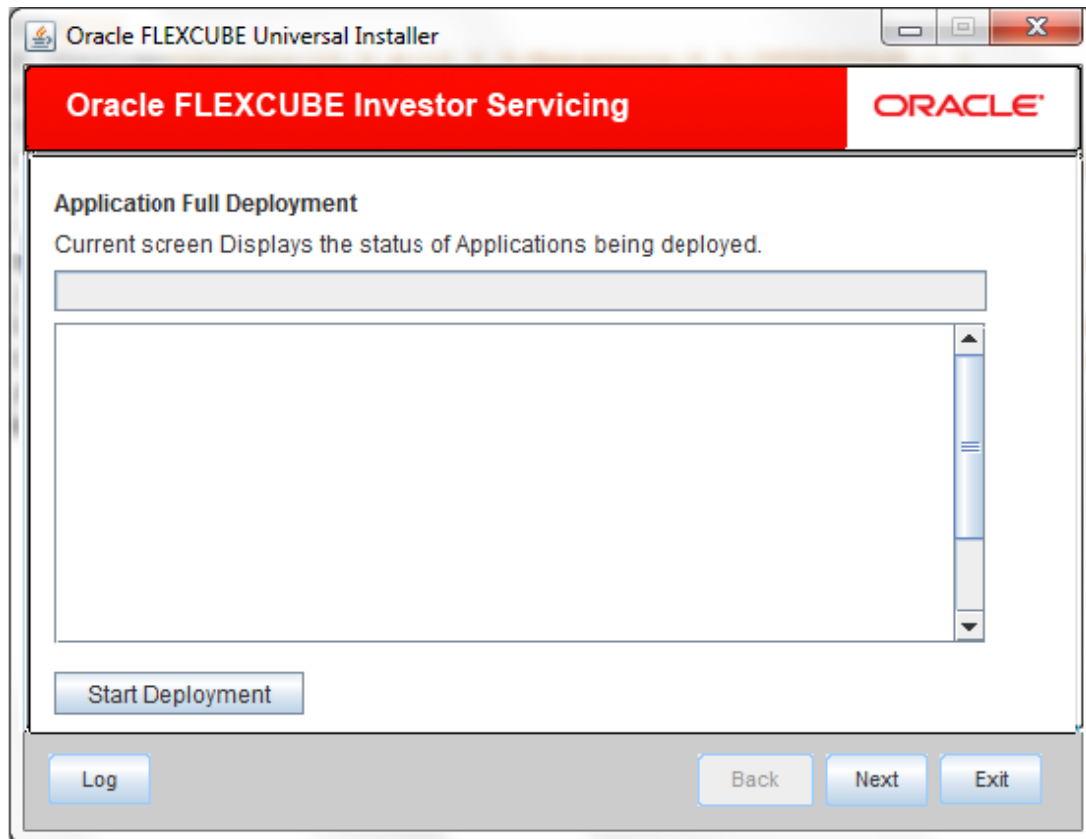 Oracle FLEXCUBE Universal Installer
Oracle FLEXCUBE Investor Servicing
ORACLE
Application Full Deployment
Current screen Displays the status of Applications being deployed.
Start Deployment
Log
Back
Next
Exit